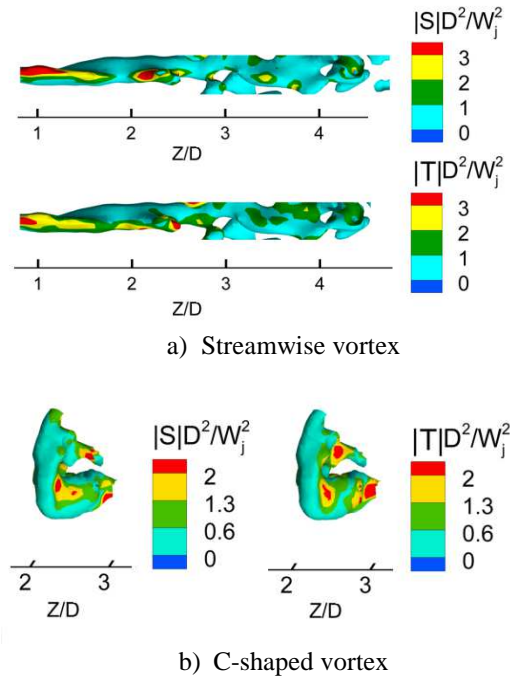 |S|D²/W_j²
3
2
1
0
1 2 3 4
Z/D
|T|D²/W_j²
3
2
1
0
1 2 3 4
Z/D
a) Streamwise vortex
|S|D²/W_j²
2
1.3
0.6
0
2 3
Z/D
|T|D²/W_j²
2
1.3
0.6
0
2 3
Z/D
b) C-shaped vortex